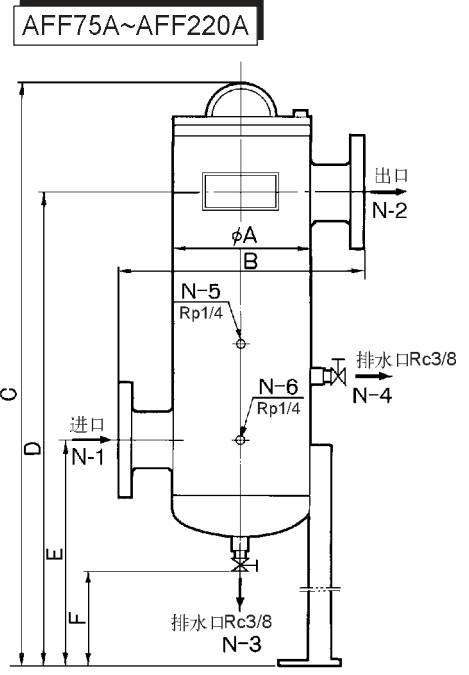 AFF75A~AFF220A
出口
N-2
φA
B
N-5
Rp1/4
排水口Rc3/8
N-4
N-6
Rp1/4
进口
N-1
C
D
E
F
排水口Rc3/8
N-3